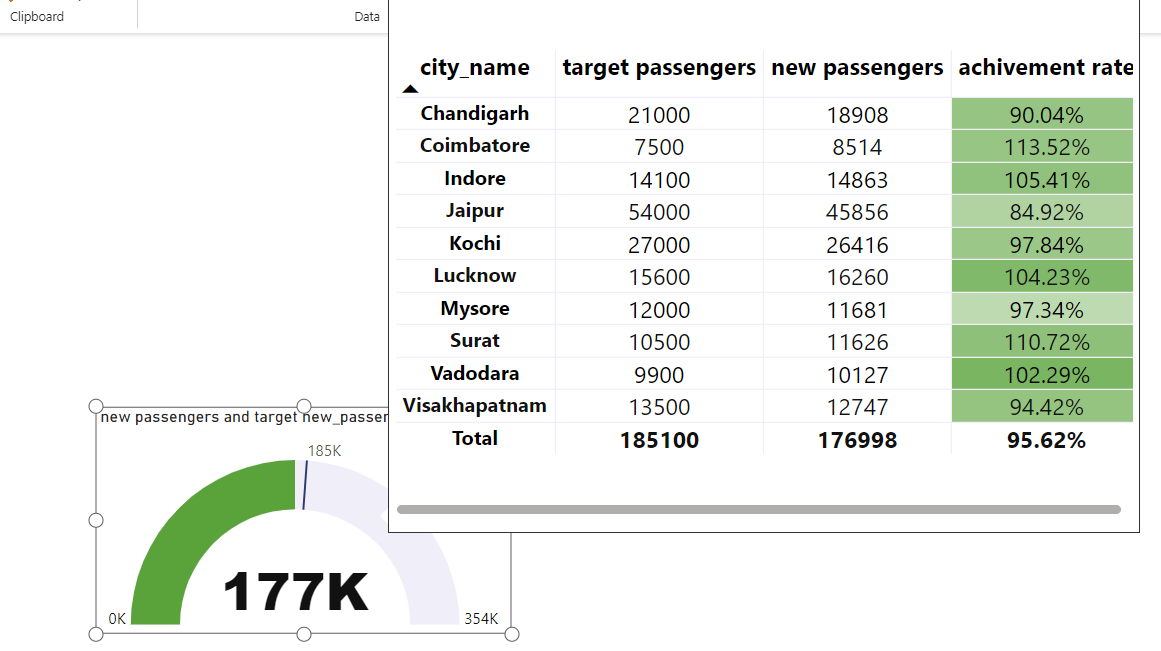 Clipboard
Data
city_name target passengers new passengers achivement rate
Chandigarh 21000 18908 90.04%
Coimbatore 7500 8514 113.52%
Indore 14100 14863 105.41%
Jaipur 54000 45856 84.92%
Kochi 27000 26416 97.84%
Lucknow 15600 16260 104.23%
Mysore 12000 11681 97.34%
Surat 10500 11626 110.72%
Vadodara 9900 10127 102.29%
Visakhapatnam 13500 12747 94.42%
Total 185100 176998 95.62%
new passengers and target new_passen
185K
177K
0K
354K